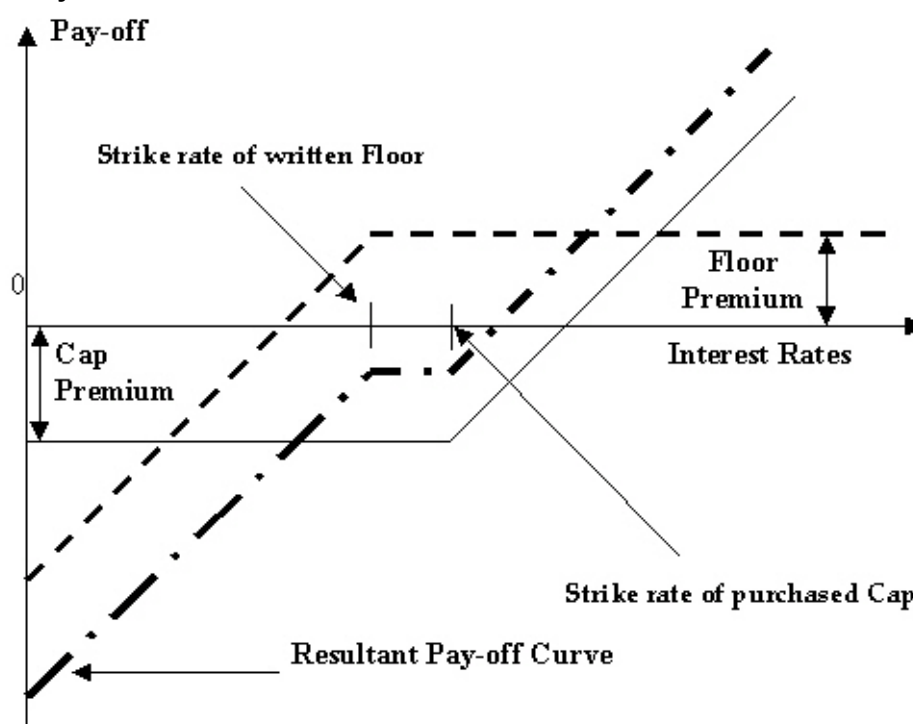 Pay-off
Strike rate of written Floor
0
Floor
Premium
Cap
Premium
Interest Rates
Strike rate of purchased Cap
Resultant Pay-off Curve